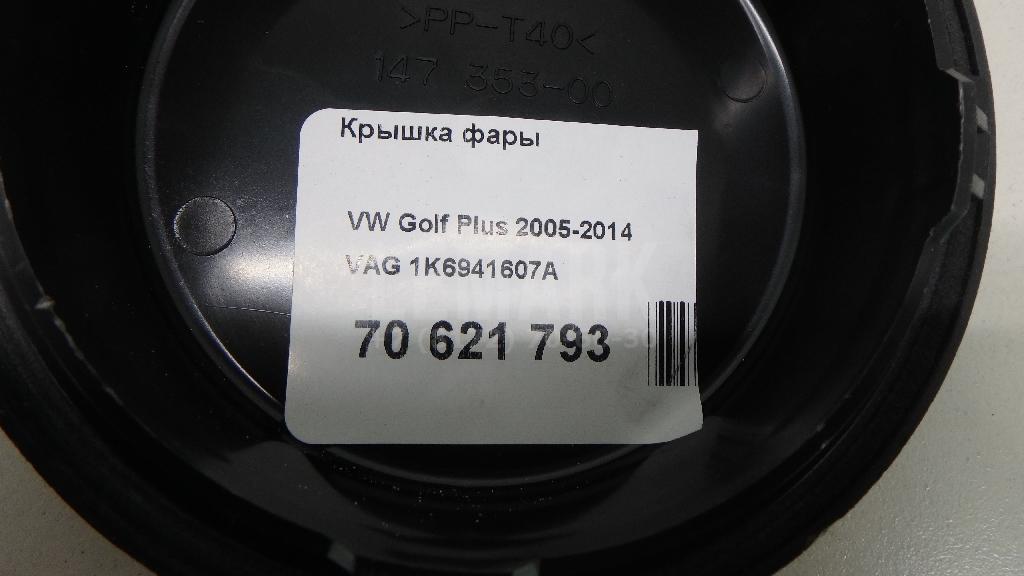 >PP-T40<
147 353-00
Крышка фары
VW Golf Plus 2005-2014
VAG 1K6941607A
70 621 793